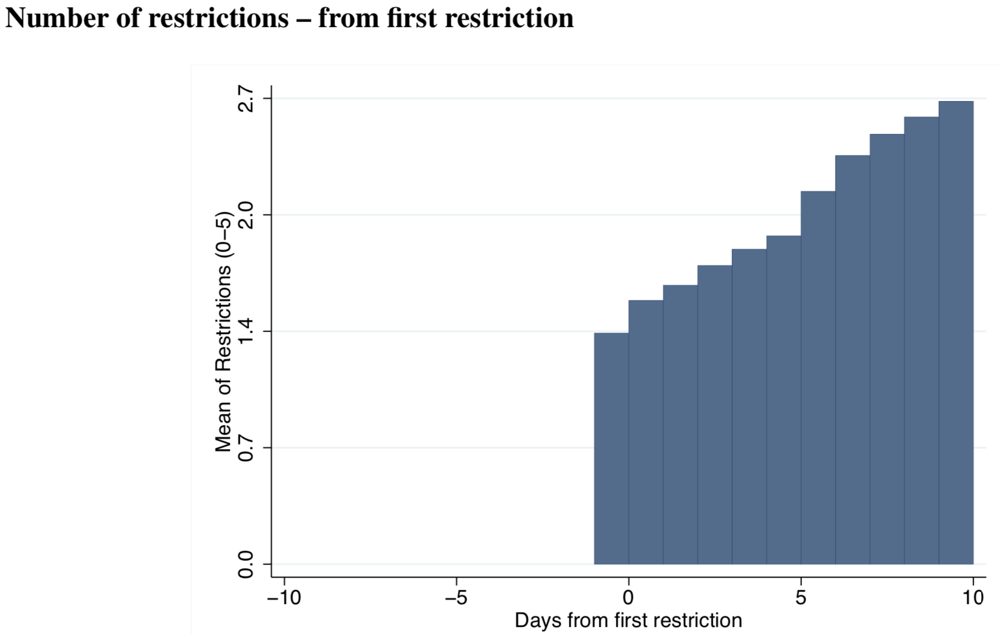 Number of restrictions – from first restriction
Mean of Restrictions (0–5)
2.7
2.0
1.4
0.7
0.0
–10 –5 0 5 10
Days from first restriction